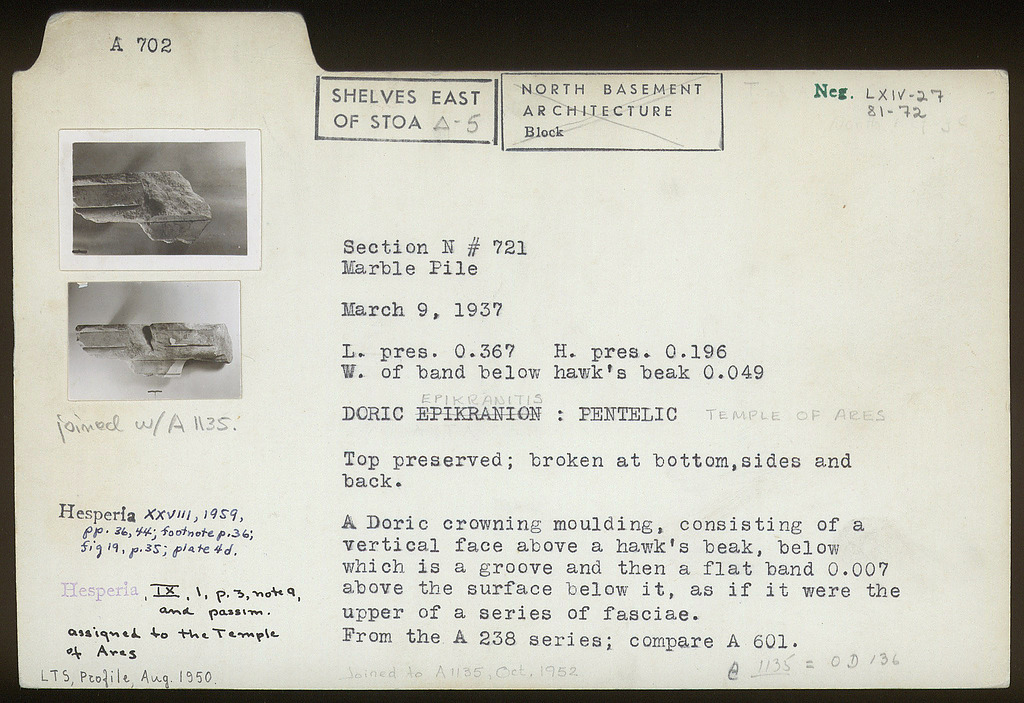 A 702
SHELVES EAST
OF STOA Δ-5
NORTH BASEMENT
ARCHITECTURE
Block
Neg. LXIV-27
81-72
Section N # 721
Marble Pile
March 9, 1937
L. pres. 0.367 H. pres. 0.196
W. of band below hawk's beak 0.049
EPIKRANITIS
DORIC EPIKRANION : PENTELIC TEMPLE OF ARES
Top preserved; broken at bottom,sides and
back.
A Doric crowning moulding, consisting of a
vertical face above a hawk's beak, below
which is a groove and then a flat band 0.007
above the surface below it, as if it were the
upper of a series of fasciae.
From the A 238 series; compare A 601.
joined w/A 1135.
Hesperia XXVIII, 1959,
pp. 36, 44; footnote p. 36;
fig 19, p.35; plate 4d.
Hesperia, IX, 1, p. 3, note 9,
and passim.
assigned to the Temple
of Ares
LTS, Profile, Aug. 1950.
Joined to A 1135, Oct, 1952
1135 = OD 136